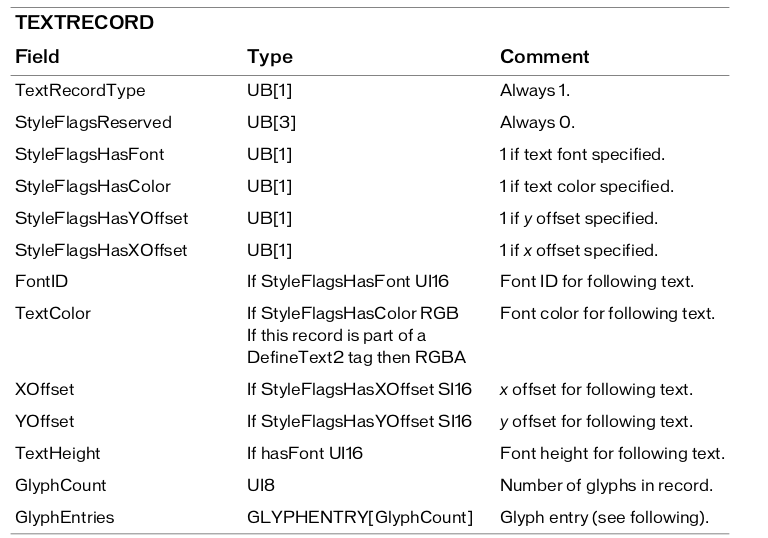 TEXTRECORD
Field Type Comment
TextRecordType UB[1] Always 1.
StyleFlagsReserved UB[3] Always 0.
StyleFlagsHasFont UB[1] 1 if text font specified.
StyleFlagsHasColor UB[1] 1 if text color specified.
StyleFlagsHasYOffset UB[1] 1 if y offset specified.
StyleFlagsHasXOffset UB[1] 1 if x offset specified.
FontID If StyleFlagsHasFont UI16 Font ID for following text.
TextColor If StyleFlagsHasColor RGB Font color for following text.
If this record is part of a
DefineText2 tag then RGBA
XOffset If StyleFlagsHasXOffset SI16 x offset for following text.
YOffset If StyleFlagsHasYOffset SI16 y offset for following text.
TextHeight If hasFont UI16 Font height for following text.
GlyphCount UI8 Number of glyphs in record.
GlyphEntries GLYPHENTRY[GlyphCount] Glyph entry (see following).